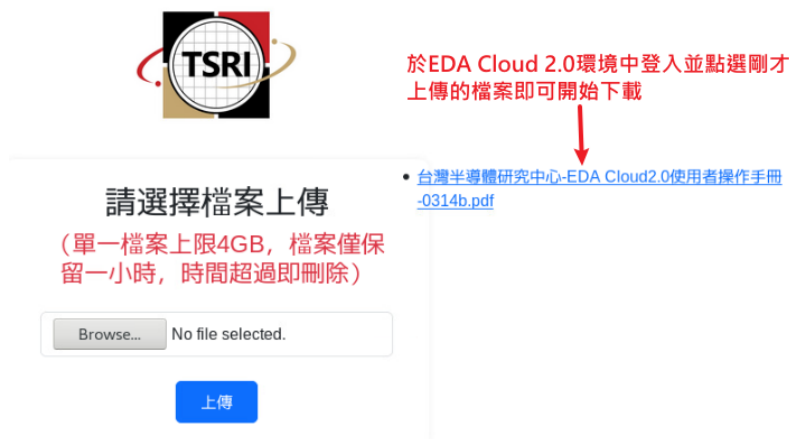 TSRI
請選擇檔案上傳
（單一檔案上限4GB，檔案僅保
留一小時，時間超過即刪除）
Browse... No file selected.
上傳
於EDA Cloud 2.0環境中登入並點選剛才
上傳的檔案即可開始下載
台灣半導體研究中心-EDA Cloud2.0使用者操作手冊
-0314b.pdf